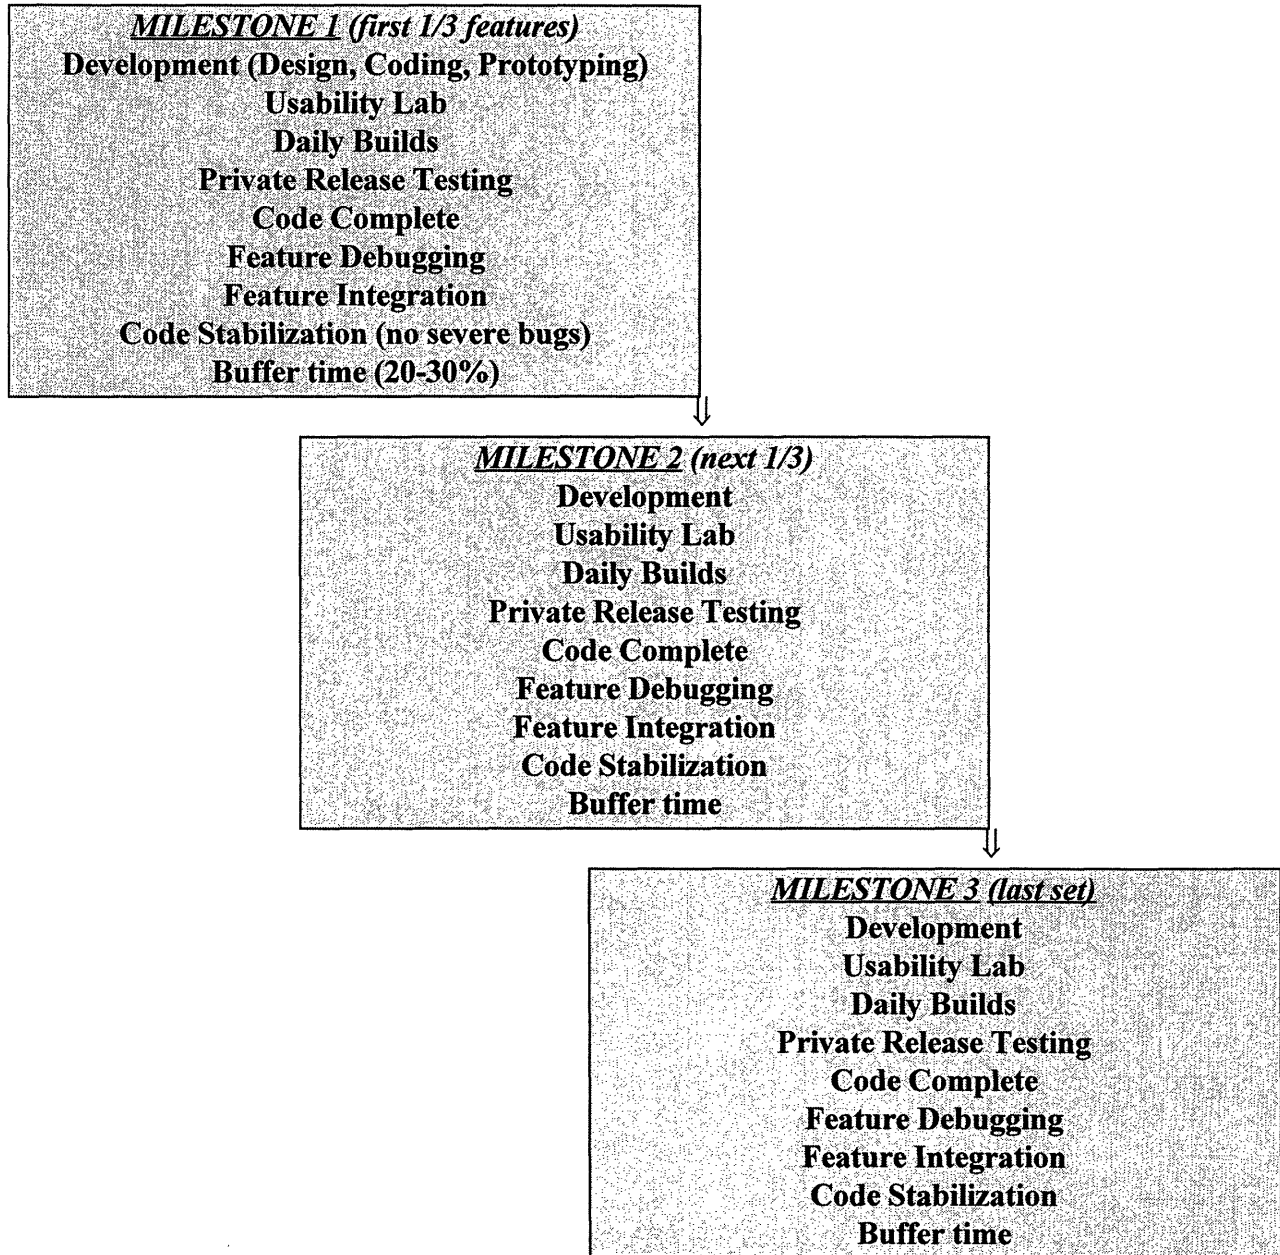 MILESTONE 1 (first 1/3 features)
Development (Design, Coding, Prototyping)
Usability Lab
Daily Builds
Private Release Testing
Code Complete
Feature Debugging
Feature Integration
Code Stabilization (no severe bugs)
Buffer time (20-30%)
MILESTONE 2 (next 1/3)
Development
Usability Lab
Daily Builds
Private Release Testing
Code Complete
Feature Debugging
Feature Integration
Code Stabilization
Buffer time
MILESTONE 3 (last set)
Development
Usability Lab
Daily Builds
Private Release Testing
Code Complete
Feature Debugging
Feature Integration
Code Stabilization
Buffer time